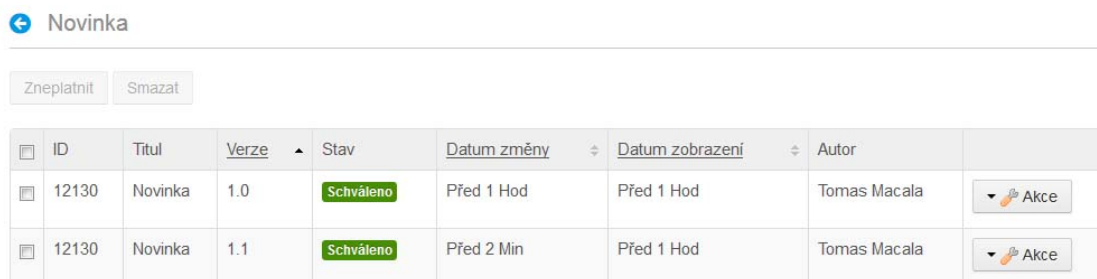 Novinka
Zneplatnit Smazat
ID Titul Verze Stav Datum změny Datum zobrazení Autor
12130 Novinka 1.0 Schváleno Před 1 Hod Před 1 Hod Tomas Macala Akce
12130 Novinka 1.1 Schváleno Před 2 Min Před 1 Hod Tomas Macala Akce